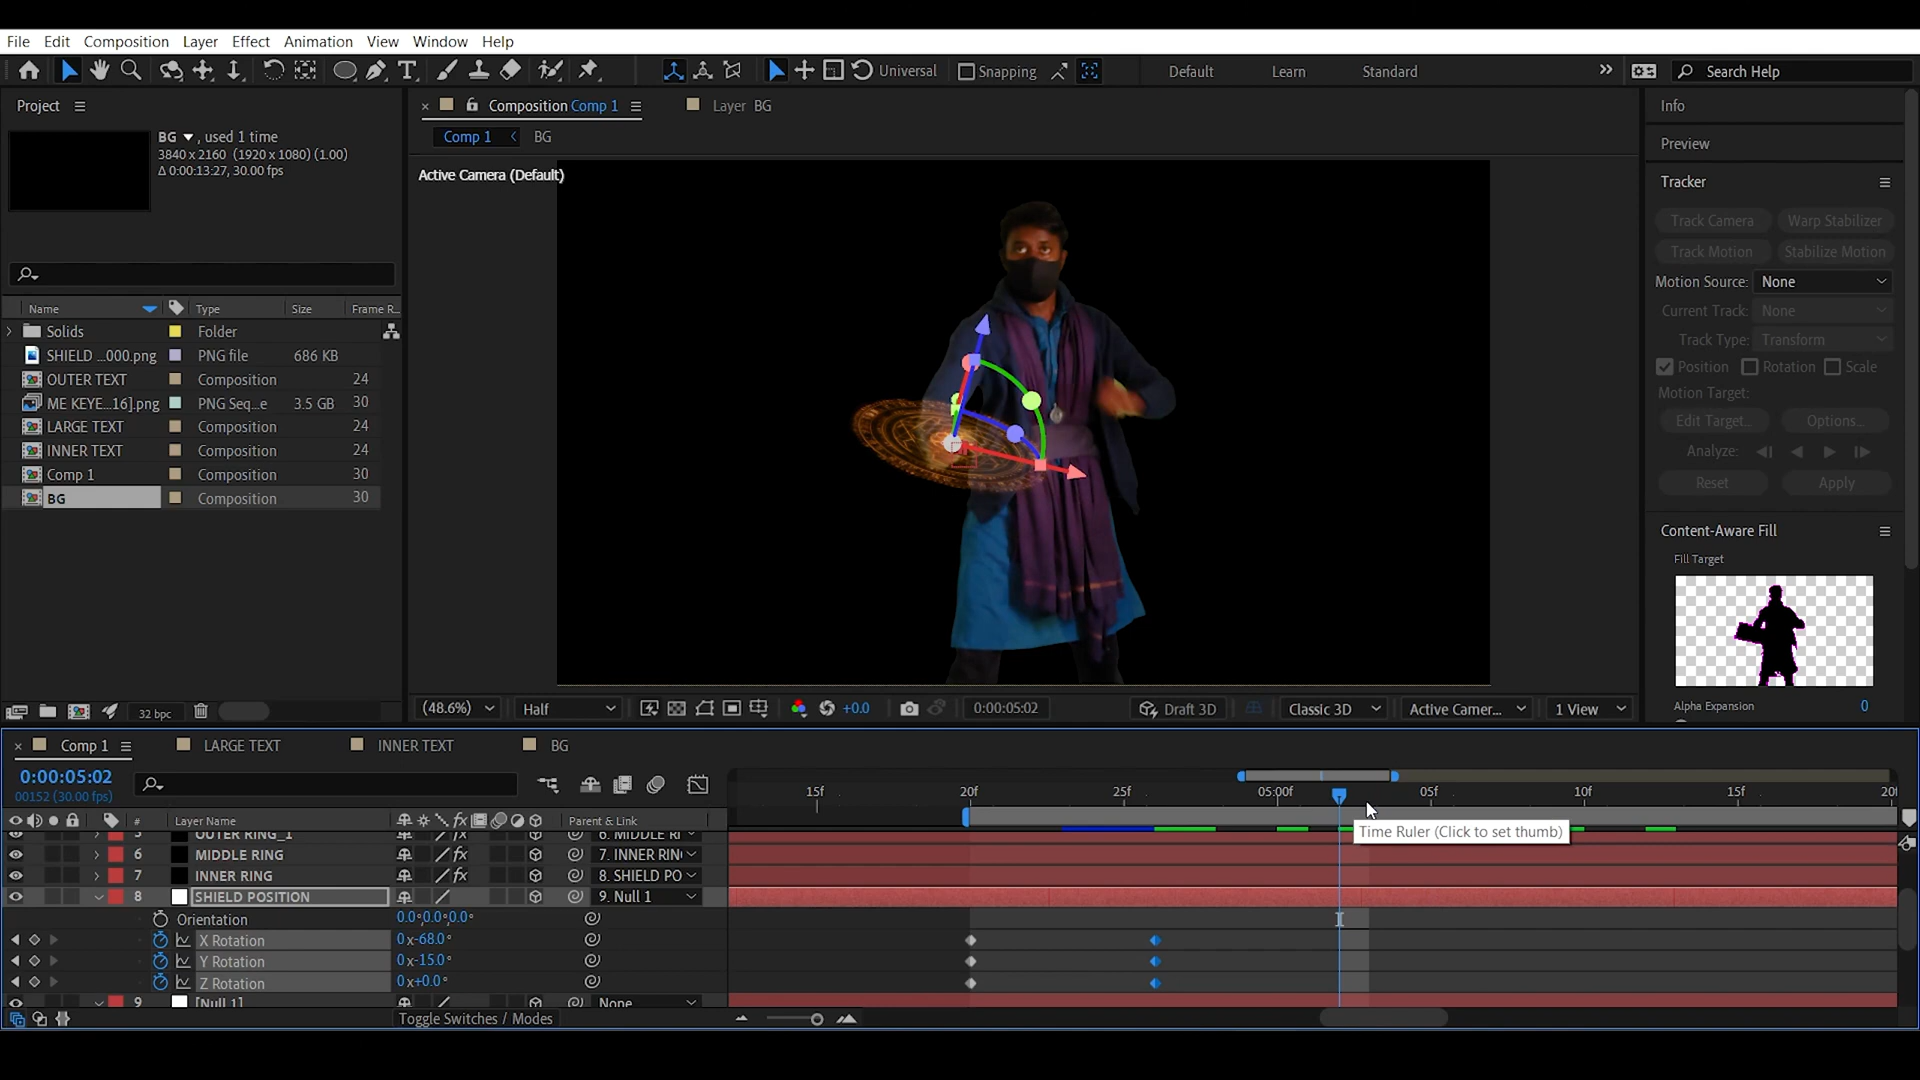 File Edit Composition Layer Effect Animation View Window Help
Universal Snapping Default Learn Standard Search Help
Project
BG , used 1 time
3840 x 2160 (1920 x 1080) (1.00)
Δ 0:00:13:27, 30.00 fps
Name Type Size Frame R...
Solids Folder
SHIELD ...000.png PNG file 686 KB
OUTER TEXT Composition 24
ME KEYE...16].png PNG Seq...e 3.5 GB 30
LARGE TEXT Composition 24
INNER TEXT Composition 24
Comp 1 Composition 30
BG Composition 30
32 bpc
Composition Comp 1 Layer BG
Comp 1 BG
Active Camera (Default)
(48.6%) Half +0.0 0:00:05:02 Draft 3D Classic 3D Active Camer... 1 View
Info
Preview
Tracker
Track Camera Warp Stabilizer
Track Motion Stabilize Motion
Motion Source: None
Current Track: None
Track Type: Transform
Position Rotation Scale
Motion Target:
Edit Target... Options...
Analyze:
Reset Apply
Content-Aware Fill
Fill Target
Alpha Expansion 0
Comp 1 LARGE TEXT INNER TEXT BG
0:00:05:02
00152 (30.00 fps)
15f 20f 25f 05:00f 05f 10f 15f 20f
# Layer Name Parent & Link
OUTER RING_1 6. MIDDLE RI
6 MIDDLE RING 7. INNER RIN
7 INNER RING 8. SHIELD PO
8 SHIELD POSITION 9. Null 1
Orientation 0.0°,0.0°,0.0°
X Rotation 0x-68.0°
Y Rotation 0x-15.0°
Z Rotation 0x+0.0°
9 [Null 1] None
Time Ruler (Click to set thumb)
Toggle Switches / Modes